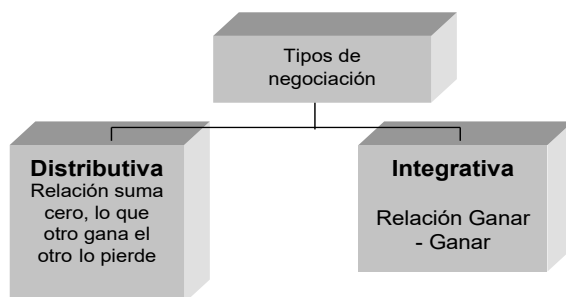 Tipos de
negociación
Distributiva
Relación suma
cero, lo que
otro gana el
otro lo pierde
Integrativa
Relación Ganar
- Ganar